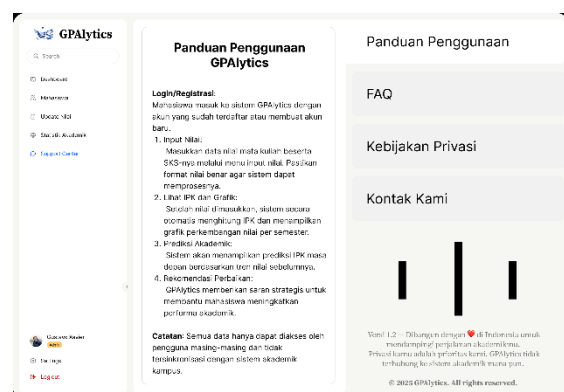 GPAlytics
Search
Dashboard
Mahasiswa
Update Nilai
Statistik Akademik
Support Center
Gustavo Xavier
Settings
Log out
Panduan Penggunaan
GPAlytics
Login/Registrasi:
Mahasiswa masuk ke sistem GPAlytics dengan
akun yang sudah terdaftar atau membuat akun
baru.
1. Input Nilai:
Masukkan data nilai mata kuliah beserta
SKS-nya melalui menu input nilai. Pastikan
format nilai benar agar sistem dapat
memprosesnya.
2. Lihat IPK dan Grafik:
Setelah nilai dimasukkan, sistem secara
otomatis menghitung IPK dan menampilkan
grafik perkembangan nilai per semester.
3. Prediksi Akademik:
Sistem akan menampilkan prediksi IPK masa
depan berdasarkan tren nilai sebelumnya.
4. Rekomendasi Perbaikan:
GPAlytics memberikan saran strategis untuk
membantu mahasiswa meningkatkan
performa akademik.
Catatan: Semua data hanya dapat diakses oleh
pengguna masing-masing dan tidak
tersinkronisasi dengan sistem akademik
kampus.
Panduan Penggunaan
FAQ
Kebijakan Privasi
Kontak Kami
Versi 1.2 — Dibangun dengan ❤️ di Indonesia untuk
mendampingi perjalanan akademikmu.
Privasi kamu adalah prioritas kami. GPAlytics tidak
terhubung ke sistem akademik mana pun.
© 2025 GPAlytics. All rights reserved.